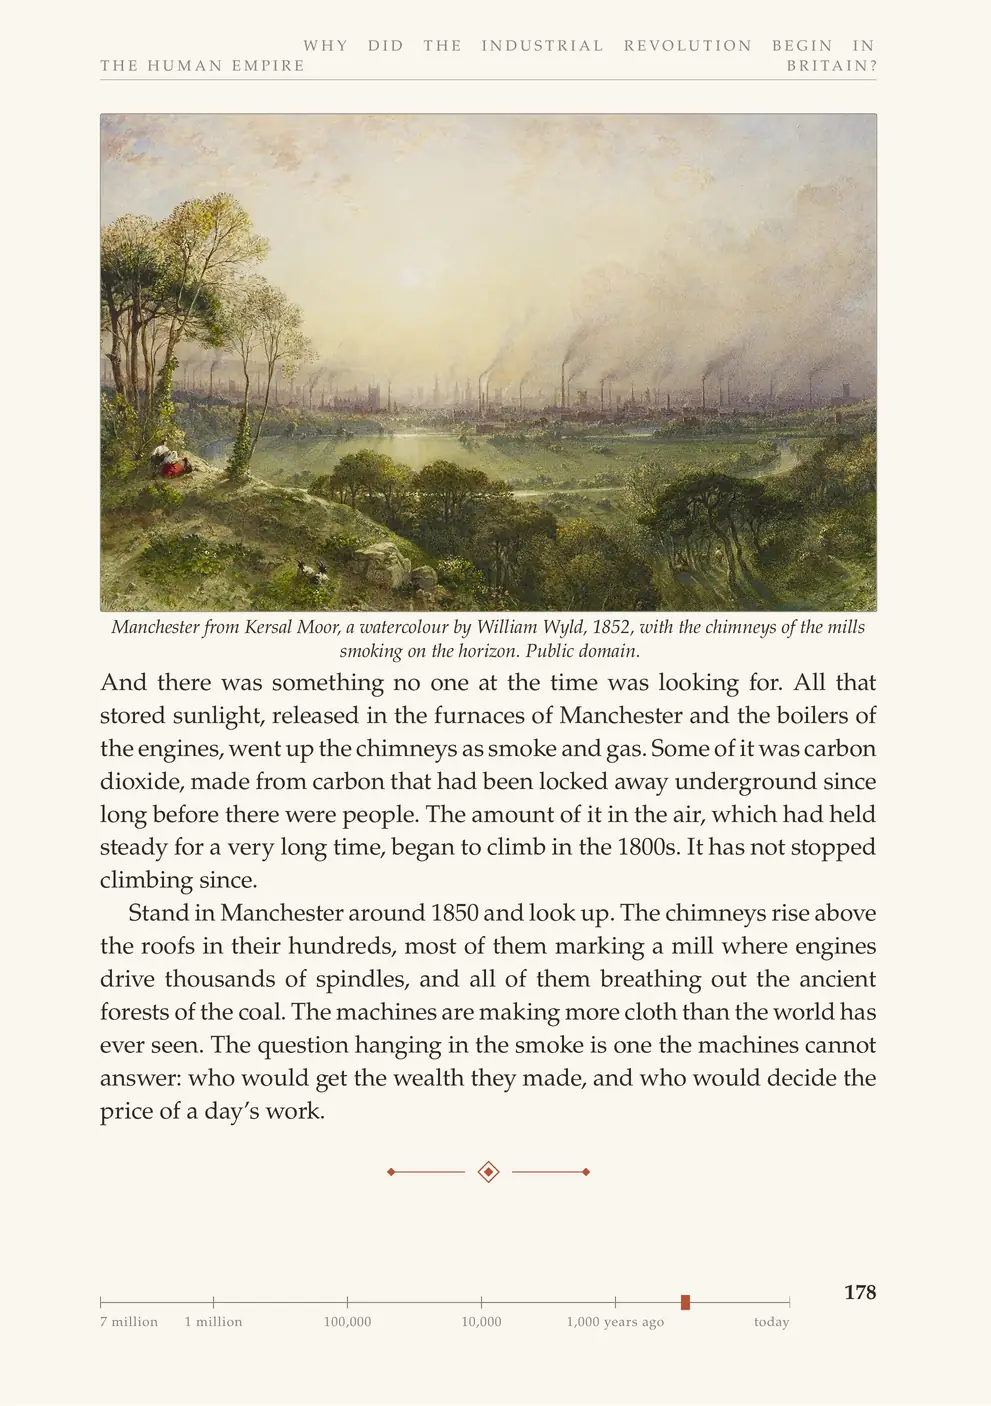 WHY DID THE INDUSTRIAL REVOLUTION BEGIN IN
THE HUMAN EMPIRE BRITAIN?
Manchester from Kersal Moor, a watercolour by William Wyld, 1852, with the chimneys of the mills
smoking on the horizon. Public domain.
And there was something no one at the time was looking for. All that
stored sunlight, released in the furnaces of Manchester and the boilers of
the engines, went up the chimneys as smoke and gas. Some of it was carbon
dioxide, made from carbon that had been locked away underground since
long before there were people. The amount of it in the air, which had held
steady for a very long time, began to climb in the 1800s. It has not stopped
climbing since.
Stand in Manchester around 1850 and look up. The chimneys rise above
the roofs in their hundreds, most of them marking a mill where engines
drive thousands of spindles, and all of them breathing out the ancient
forests of the coal. The machines are making more cloth than the world has
ever seen. The question hanging in the smoke is one the machines cannot
answer: who would get the wealth they made, and who would decide the
price of a day’s work.
178
7 million 1 million 100,000 10,000 1,000 years ago today